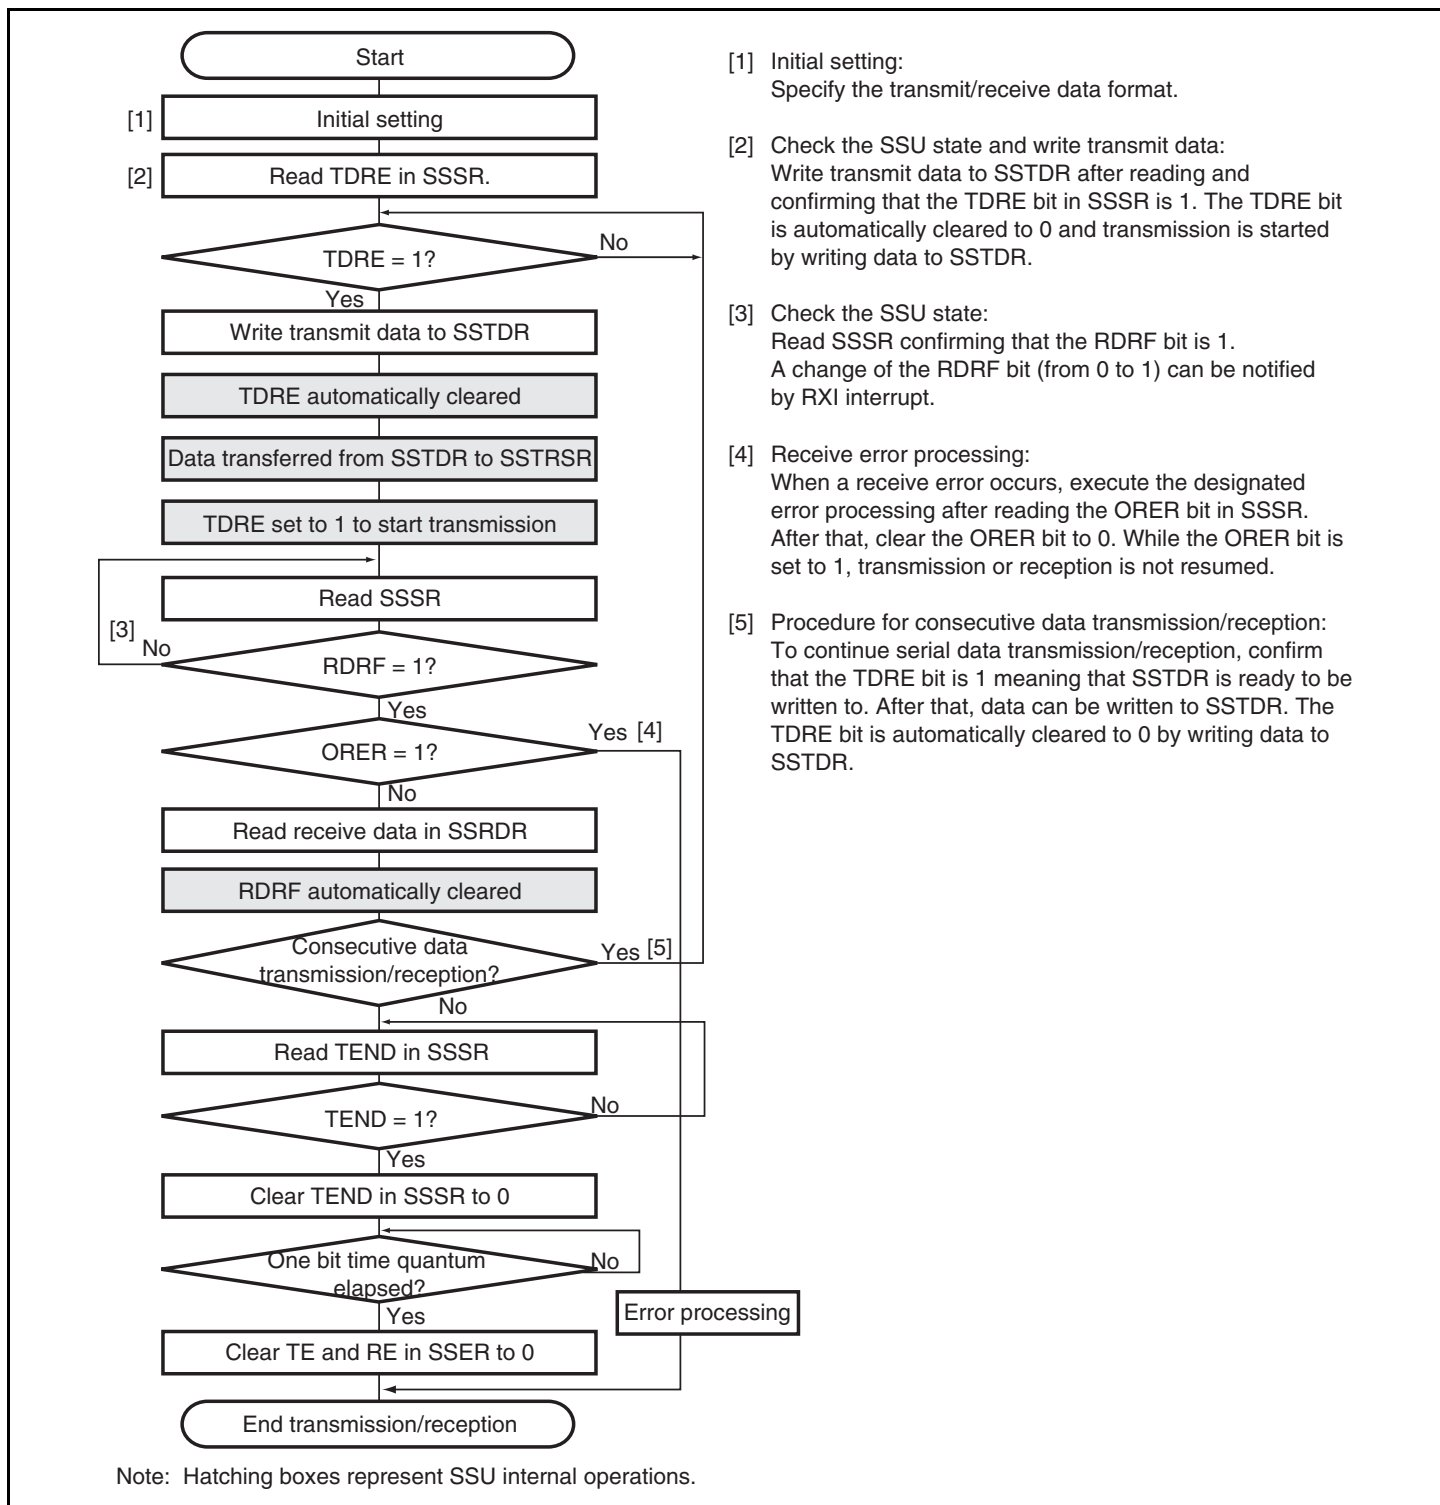 Start
[1] Initial setting
[2] Read TDRE in SSSR.
TDRE = 1?
No
Yes
Write transmit data to SSTDR
TDRE automatically cleared
Data transferred from SSTDR to SSTRSR
TDRE set to 1 to start transmission
Read SSSR
[3]
No
RDRF = 1?
Yes
Yes [4]
ORER = 1?
No
Read receive data in SSRDR
RDRF automatically cleared
Consecutive data
transmission/reception?
Yes [5]
No
Read TEND in SSSR
TEND = 1?
No
Yes
Clear TEND in SSSR to 0
One bit time quantum
elapsed?
No
Yes
Error processing
Clear TE and RE in SSER to 0
End transmission/reception
[1] Initial setting:
Specify the transmit/receive data format.
[2] Check the SSU state and write transmit data:
Write transmit data to SSTDR after reading and
confirming that the TDRE bit in SSSR is 1. The TDRE bit
is automatically cleared to 0 and transmission is started
by writing data to SSTDR.
[3] Check the SSU state:
Read SSSR confirming that the RDRF bit is 1.
A change of the RDRF bit (from 0 to 1) can be notified
by RXI interrupt.
[4] Receive error processing:
When a receive error occurs, execute the designated
error processing after reading the ORER bit in SSSR.
After that, clear the ORER bit to 0. While the ORER bit is
set to 1, transmission or reception is not resumed.
[5] Procedure for consecutive data transmission/reception:
To continue serial data transmission/reception, confirm
that the TDRE bit is 1 meaning that SSTDR is ready to be
written to. After that, data can be written to SSTDR. The
TDRE bit is automatically cleared to 0 by writing data to
SSTDR.
Note: Hatching boxes represent SSU internal operations.